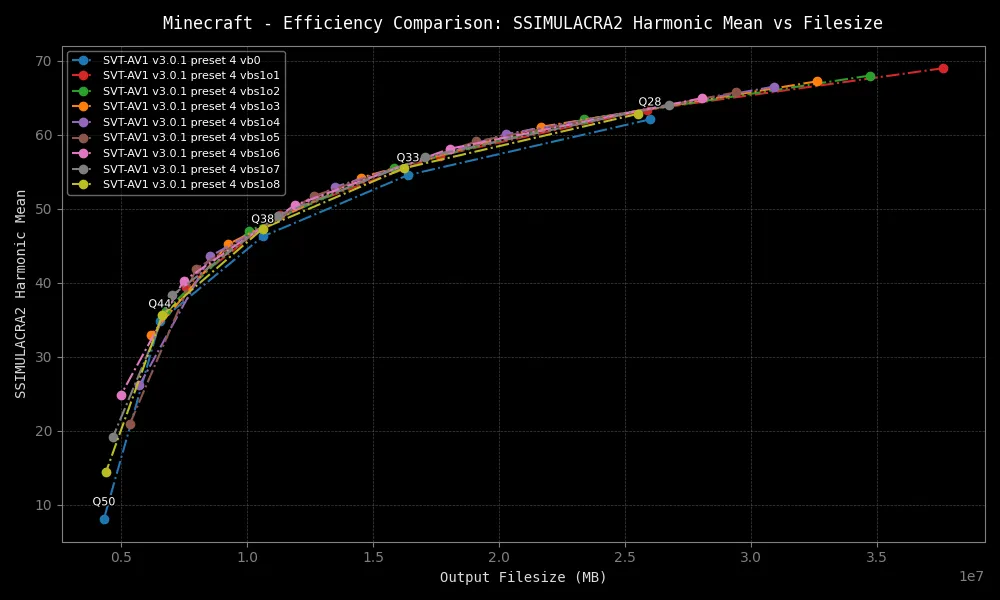 Minecraft - Efficiency Comparison: SSIMULACRA2 Harmonic Mean vs Filesize
SVT-AV1 v3.0.1 preset 4 vb0
SVT-AV1 v3.0.1 preset 4 vbs1o1
SVT-AV1 v3.0.1 preset 4 vbs1o2
SVT-AV1 v3.0.1 preset 4 vbs1o3
SVT-AV1 v3.0.1 preset 4 vbs1o4
SVT-AV1 v3.0.1 preset 4 vbs1o5
SVT-AV1 v3.0.1 preset 4 vbs1o6
SVT-AV1 v3.0.1 preset 4 vbs1o7
SVT-AV1 v3.0.1 preset 4 vbs1o8
SSIMULACRA2 Harmonic Mean
70
60
50
40
30
20
10
Q28
Q33
Q38
Q44
Q50
0.5
1.0
1.5
2.0
2.5
3.0
3.5
1e7
Output Filesize (MB)